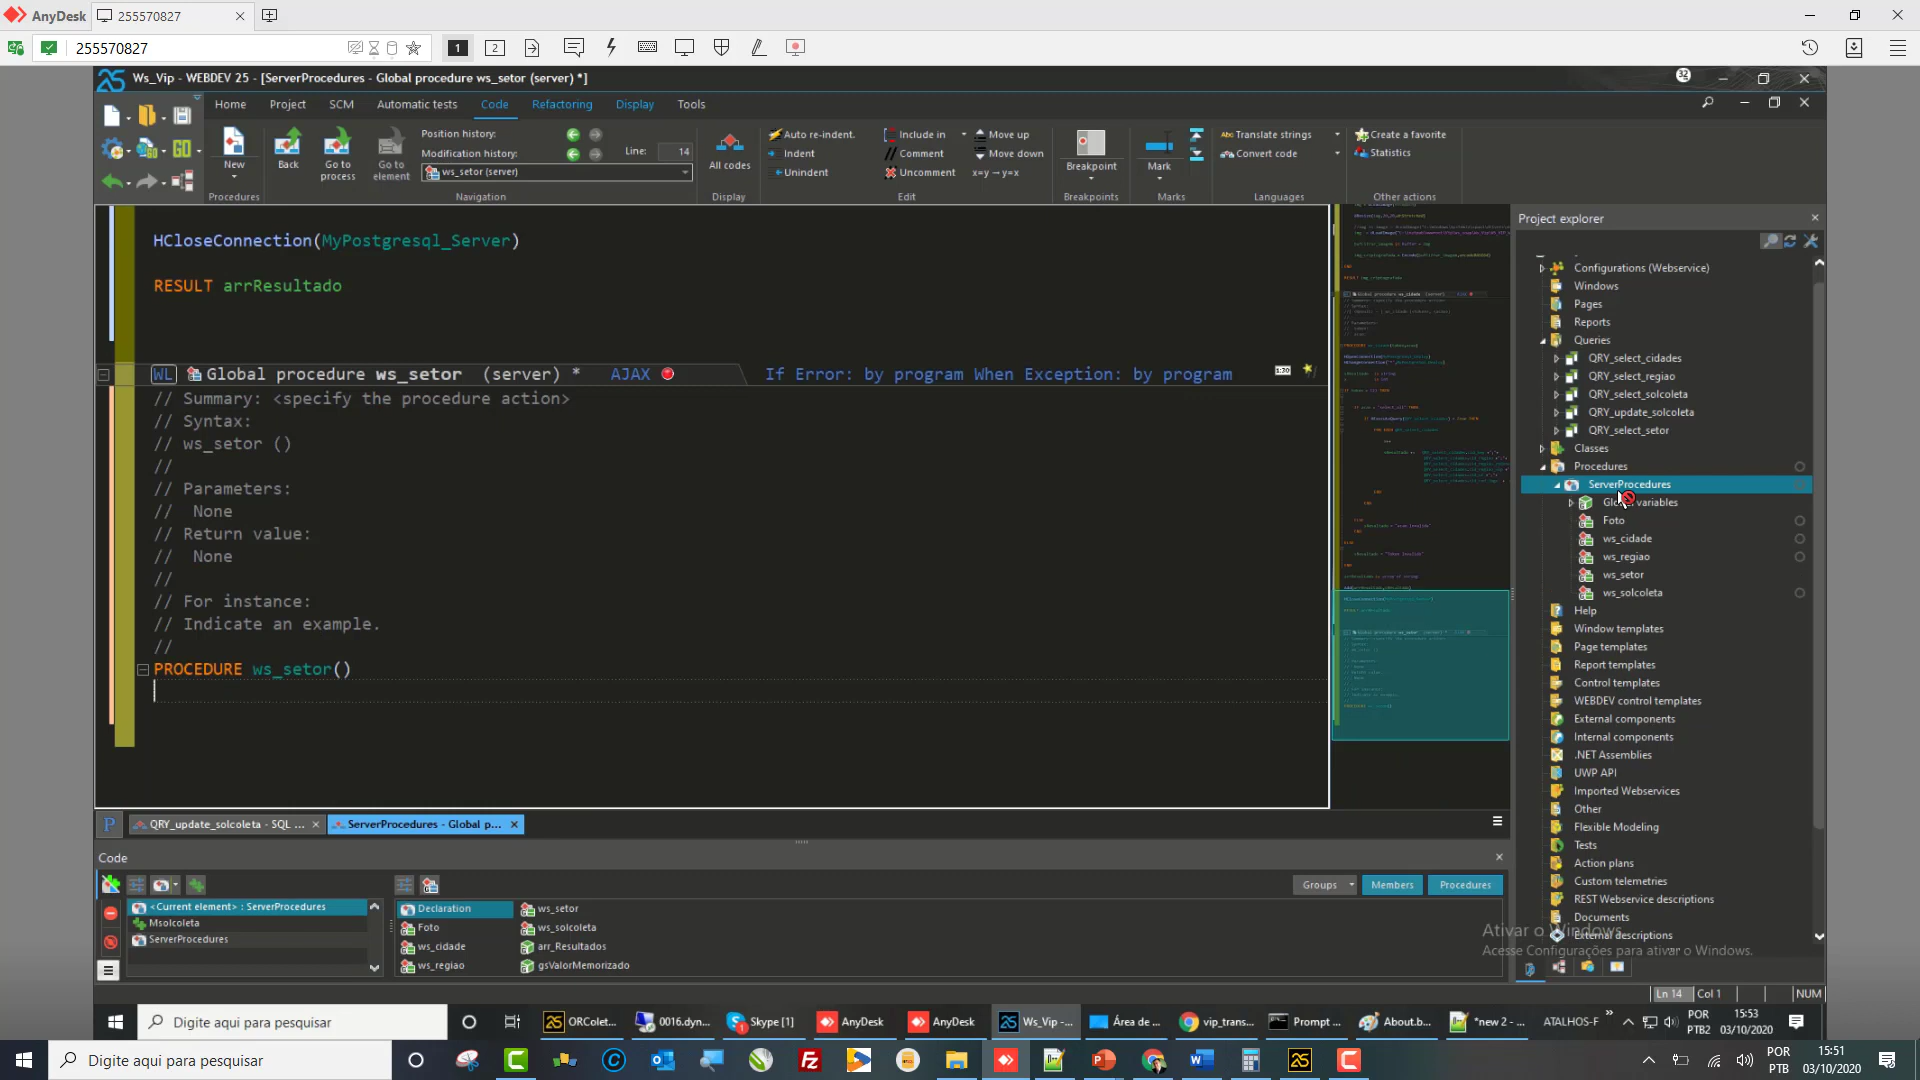 AnyDesk
255570827
255570827
1
2
Ws_Vip - WEBDEV 25 - [ServerProcedures - Global procedure ws_setor (server) *]
32
Home
Project
SCM
Automatic tests
Code
Refactoring
Display
Tools
GO
New
Procedures
Back
Go to process
Go to element
Position history:
Modification history:
Line:
14
ws_setor (server)
Navigation
All codes
Display
Auto re-indent.
Indent
Unindent
Include in
Comment
Uncomment
Move up
Move down
x=y → y=x
Edit
Breakpoint
Breakpoints
Mark
Marks
Translate strings
Convert code
Languages
Create a favorite
Statistics
Other actions
HCloseConnection(MyPostgresql_Server)
RESULT arrResultado
WL Global procedure ws_setor (server) * AJAX If Error: by program When Exception: by program
// Summary: <specify the procedure action>
// Syntax:
// ws_setor ()
//
// Parameters:
// None
// Return value:
// None
//
// For instance:
// Indicate an example.
//
PROCEDURE ws_setor()
Project explorer
Configurations (Webservice)
Windows
Pages
Reports
Queries
QRY_select_cidades
QRY_select_regiao
QRY_select_solcoleta
QRY_update_solcoleta
QRY_select_setor
Classes
Procedures
ServerProcedures
Global variables
Foto
ws_cidade
ws_regiao
ws_setor
ws_solcoleta
Help
Window templates
Page templates
Report templates
Control templates
WEBDEV control templates
External components
Internal components
.NET Assemblies
UWP API
Imported Webservices
Other
Flexible Modeling
Tests
Action plans
Custom telemetries
REST Webservice descriptions
Documents
External descriptions
Ativar o Windows
Acesse Configurações para ativar o Windows.
P
QRY_update_solcoleta - SQL ...
ServerProcedures - Global p...
Code
Groups
Members
Procedures
<Current element> : ServerProcedures
Msolcoleta
ServerProcedures
Declaration
Foto
ws_cidade
ws_regiao
ws_setor
ws_solcoleta
arr_Resultados
gsValorMemorizado
Ln 14
Col 1
NUM
Digite aqui para pesquisar
ORColet...
0016.dyn...
Skype [1]
AnyDesk
AnyDesk
Ws_Vip -...
Área de ...
vip_trans...
Prompt ...
About.b...
*new 2 - ...
ATALHOS-F
POR
PTB2
15:53
03/10/2020
Digite aqui para pesquisar
POR
PTB
15:51
03/10/2020